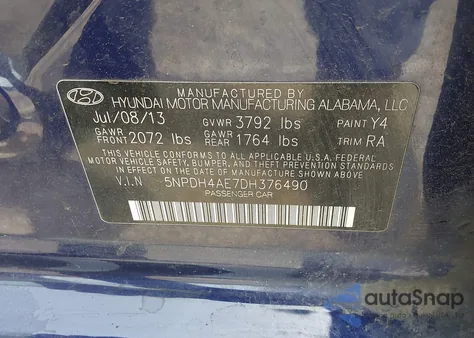 MANUFACTURED BY
HYUNDAI MOTOR MANUFACTURING ALABAMA, LLC
Jul/08/13 GVWR 3792 lbs PAINT Y4
GAWR FRONT 2072 lbs GAWR REAR 1764 lbs TRIM RA
THIS VEHICLE CONFORMS TO ALL APPLICABLE U.S.A. FEDERAL
MOTOR VEHICLE SAFETY, BUMPER, AND THEFT PREVENTION STANDARDS
IN EFFECT ON THE DATE OF MANUFACTURE SHOWN ABOVE.
V.I.N 5NPDH4AE7DH376490
PASSENGER CAR
autoSnap